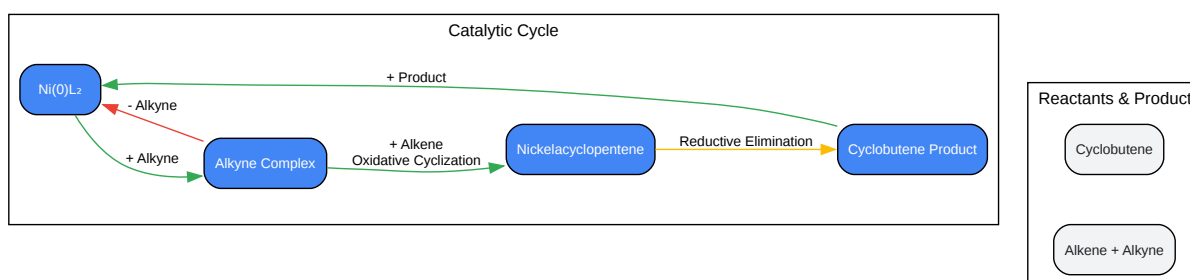 Catalytic Cycle
+ Product
Ni(0)L₂
- Alkyne
+ Alkyne
Alkyne Complex
+ Alkene
Oxidative Cyclization
Nickelacyclopentene
Reductive Elimination
Cyclobutene Product
Reactants & Product
Cyclobutene
Alkene + Alkyne